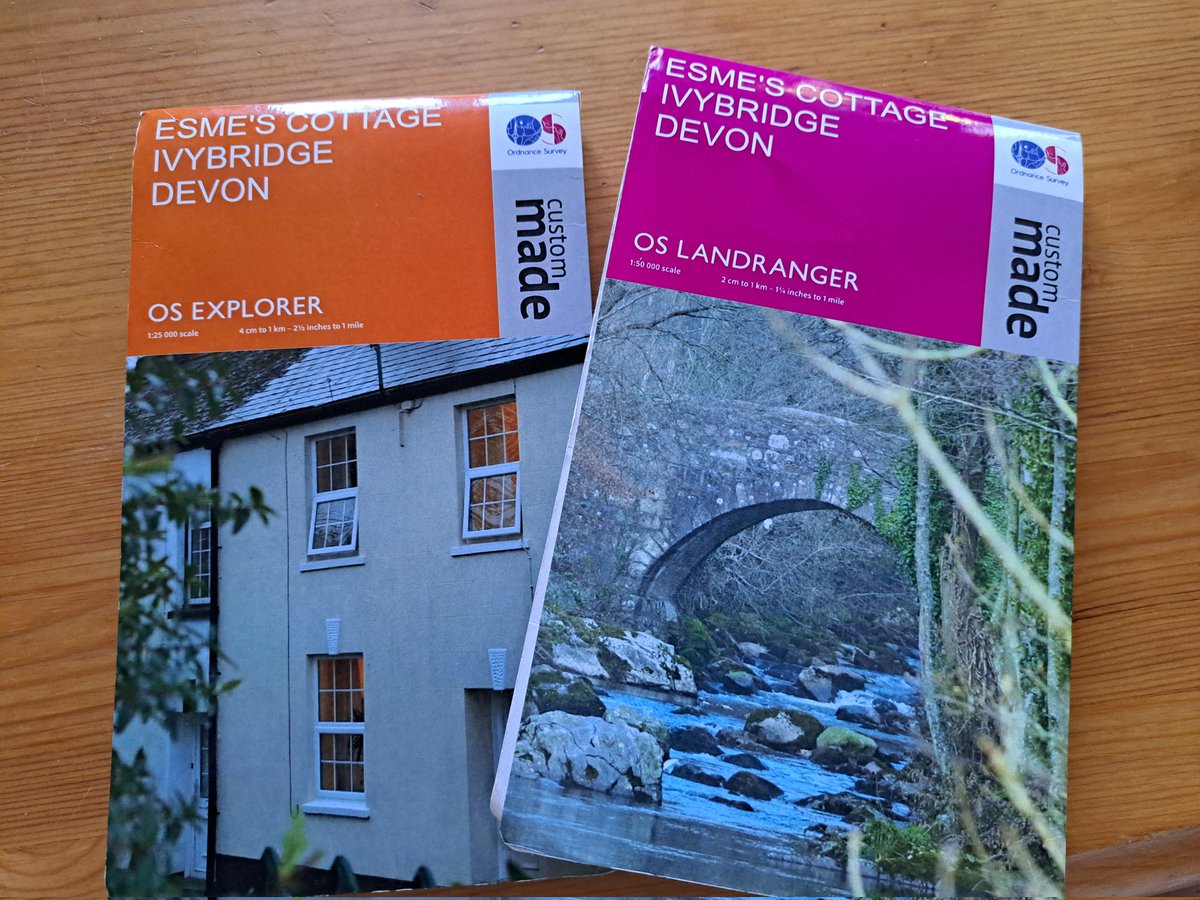 ESME'S COTTAGE
IVYBRIDGE
DEVON
OS EXPLORER
1:25 000 scale
4 cm to 1 km – 2½ inches to 1 mile
Ordnance Survey
custom
made
ESME'S COTTAGE
IVYBRIDGE
DEVON
OS LANDRANGER
1:50 000 scale
2 cm to 1 km – 1¼ inches to 1 mile
Ordnance Survey
custom
made